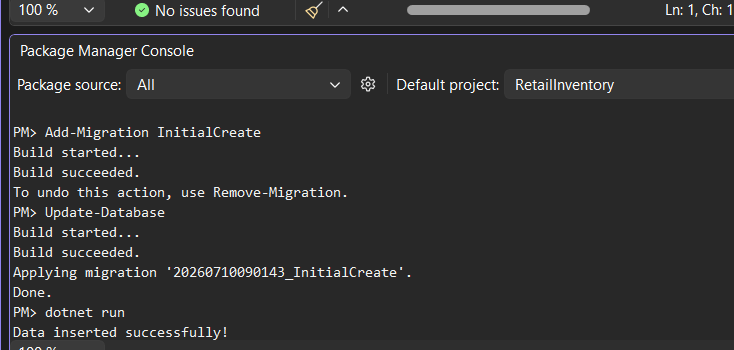 100 % No issues found Ln: 1, Ch: 1
Package Manager Console
Package source: All Default project: RetailInventory
PM> Add-Migration InitialCreate
Build started...
Build succeeded.
To undo this action, use Remove-Migration.
PM> Update-Database
Build started...
Build succeeded.
Applying migration '20260710090143_InitialCreate'.
Done.
PM> dotnet run
Data inserted successfully!
100 %